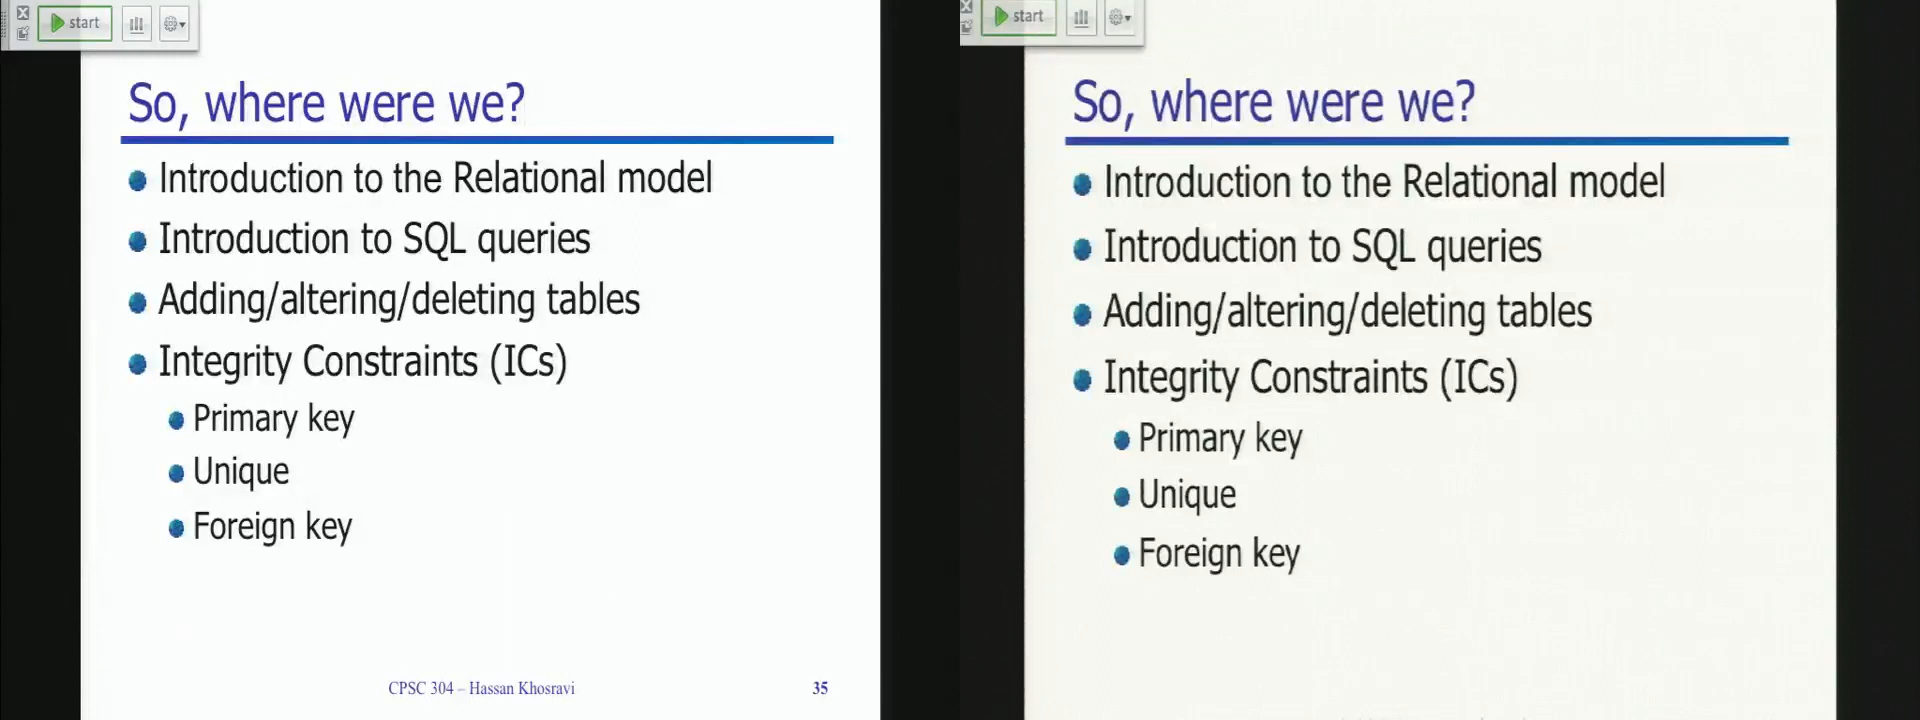 start
So, where were we?
Introduction to the Relational model
Introduction to SQL queries
Adding/altering/deleting tables
Integrity Constraints (ICs)
Primary key
Unique
Foreign key
CPSC 304 – Hassan Khosravi
35
start
So, where were we?
Introduction to the Relational model
Introduction to SQL queries
Adding/altering/deleting tables
Integrity Constraints (ICs)
Primary key
Unique
Foreign key